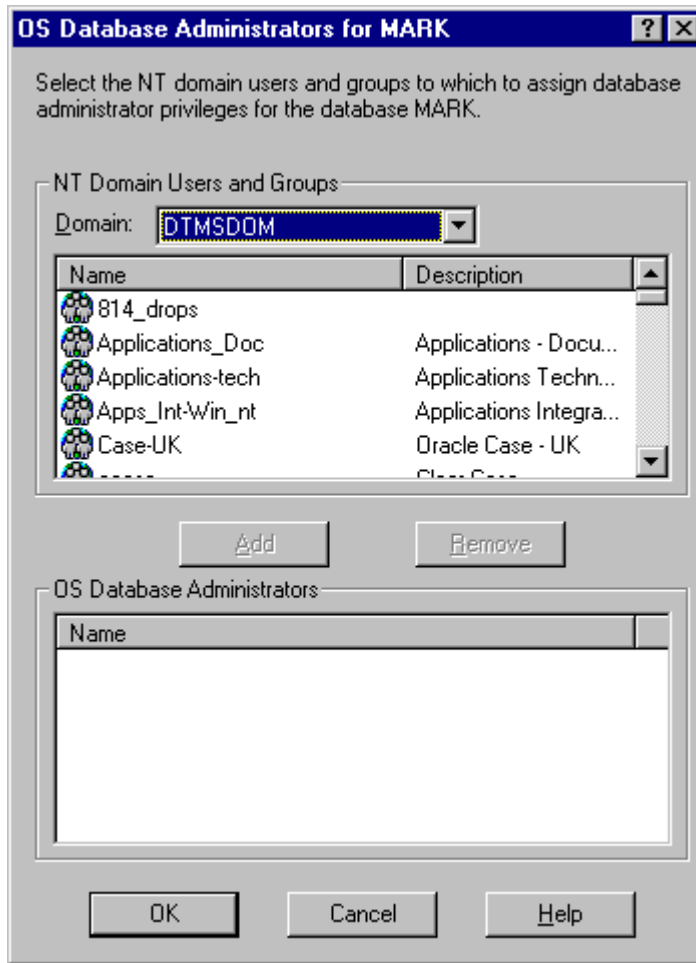 OS Database Administrators for MARK
Select the NT domain users and groups to which to assign database
administrator privileges for the database MARK.
NT Domain Users and Groups
Domain: DTMSDOM
Name Description
814_drops
Applications_Doc Applications - Docu...
Applications-tech Applications Techn...
Apps_Int-Win_nt Applications Integra...
Case-UK Oracle Case - UK
Add Remove
OS Database Administrators
Name
OK Cancel Help